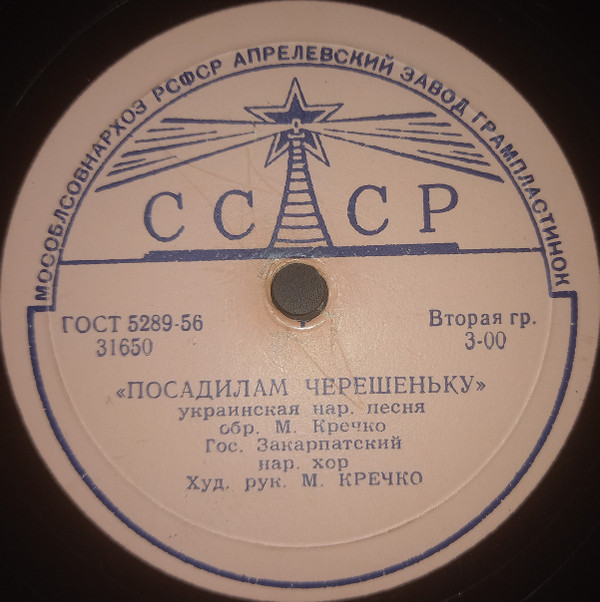 МОСОБЛСОВНАРХОЗ РСФСР АПРЕЛЕВСКИЙ ЗАВОД ГРАМПЛАСТИНОК
СССР
ГОСТ 5289-56
31650
Вторая гр.
3-00
«ПОСАДИЛАМ ЧЕРЕШЕНЬКУ»
украинская нар. песня
обр. М. Кречко
Гос. Закарпатский
нар. хор
Худ. рук. М. КРЕЧКО